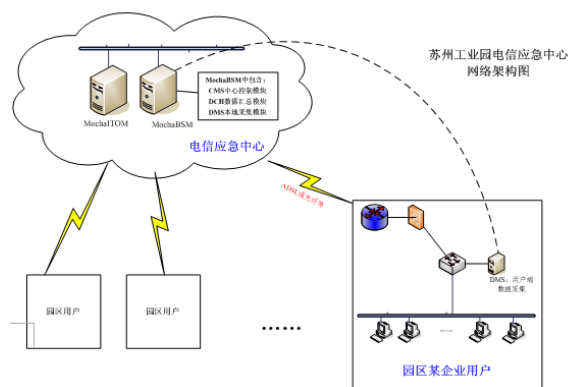 苏州工业园电信应急中心
网络架构图
MochaBSM中包含：
CMS中心控制模块
DCH数据汇总模块
DMS本地采集模块
MochaITOM
MochaBSM
电信应急中心
ADSL或光纤等
DMS：用户端
数据采集
园区用户
园区用户
……
……
园区某企业用户